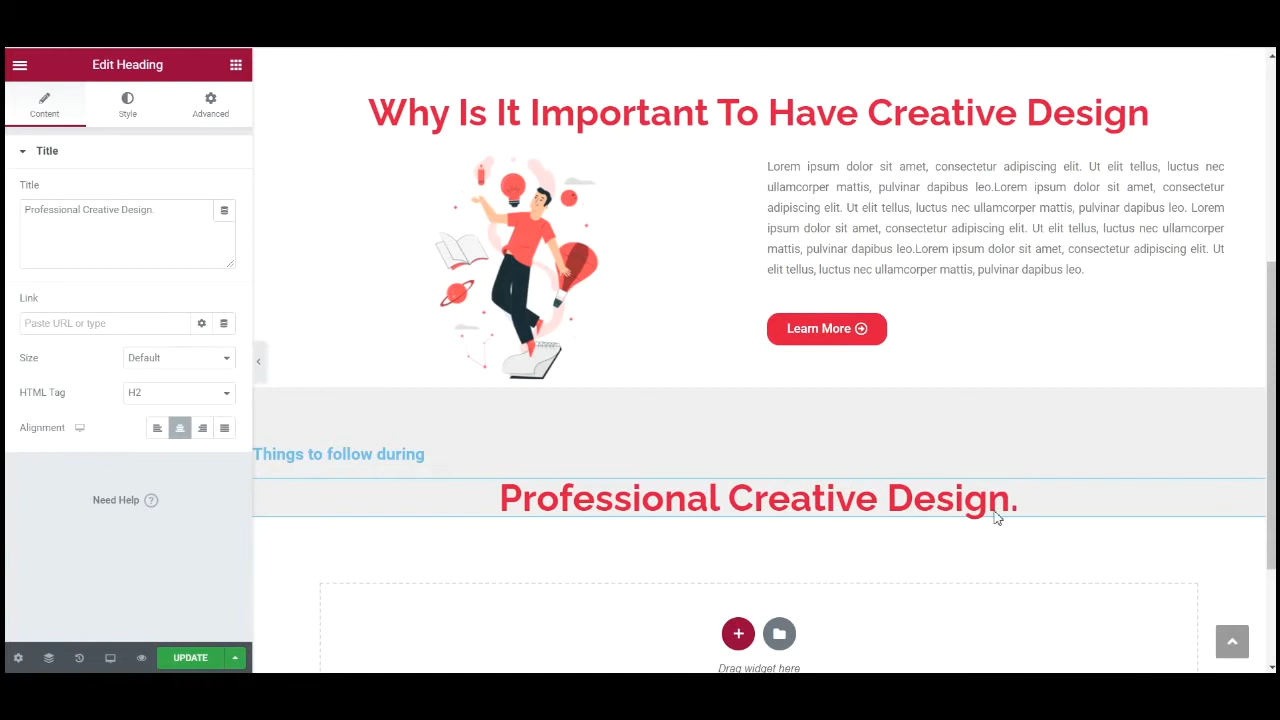 Edit Heading
Content
Style
Advanced
Title
Title
Professional Creative Design.
Link
Paste URL or type
Size
Default
HTML Tag
H2
Alignment
Need Help ?
UPDATE
Why Is It Important To Have Creative Design
Lorem ipsum dolor sit amet, consectetur adipiscing elit. Ut elit tellus, luctus nec
ullamcorper mattis, pulvinar dapibus leo.Lorem ipsum dolor sit amet, consectetur
adipiscing elit. Ut elit tellus, luctus nec ullamcorper mattis, pulvinar dapibus leo. Lorem
ipsum dolor sit amet, consectetur adipiscing elit. Ut elit tellus, luctus nec ullamcorper
mattis, pulvinar dapibus leo.Lorem ipsum dolor sit amet, consectetur adipiscing elit. Ut
elit tellus, luctus nec ullamcorper mattis, pulvinar dapibus leo.
Learn More
Things to follow during
Professional Creative Design.
Drag widget here